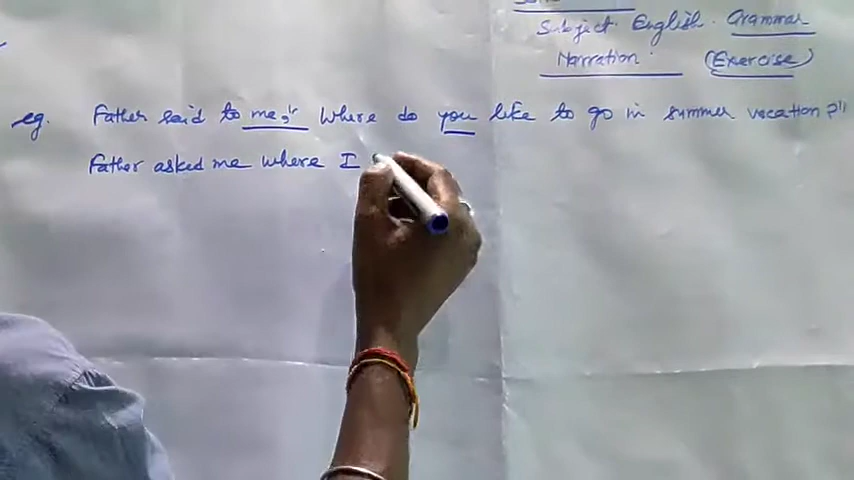 Subject: English Grammar
Narration (Exercise)
eg. Father said to me, " Where do you like to go in summer vacation ?"
Father asked me where I